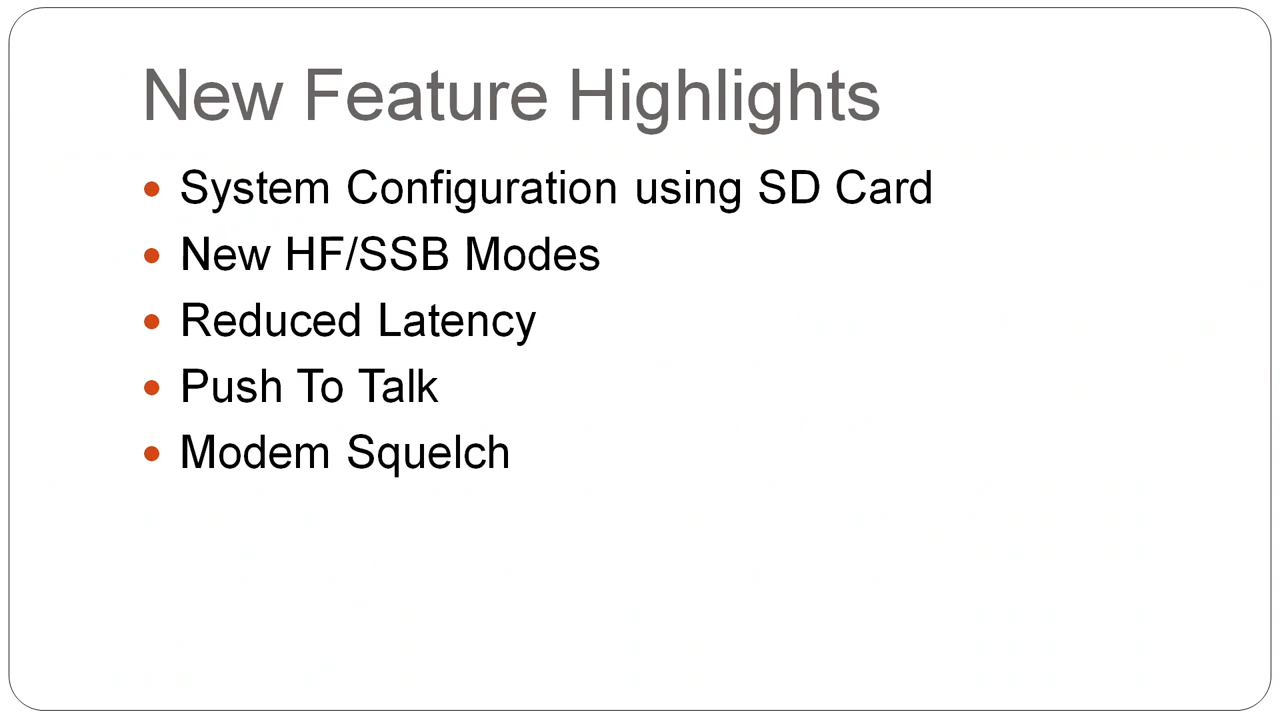 New Feature Highlights
• System Configuration using SD Card
• New HF/SSB Modes
• Reduced Latency
• Push To Talk
• Modem Squelch